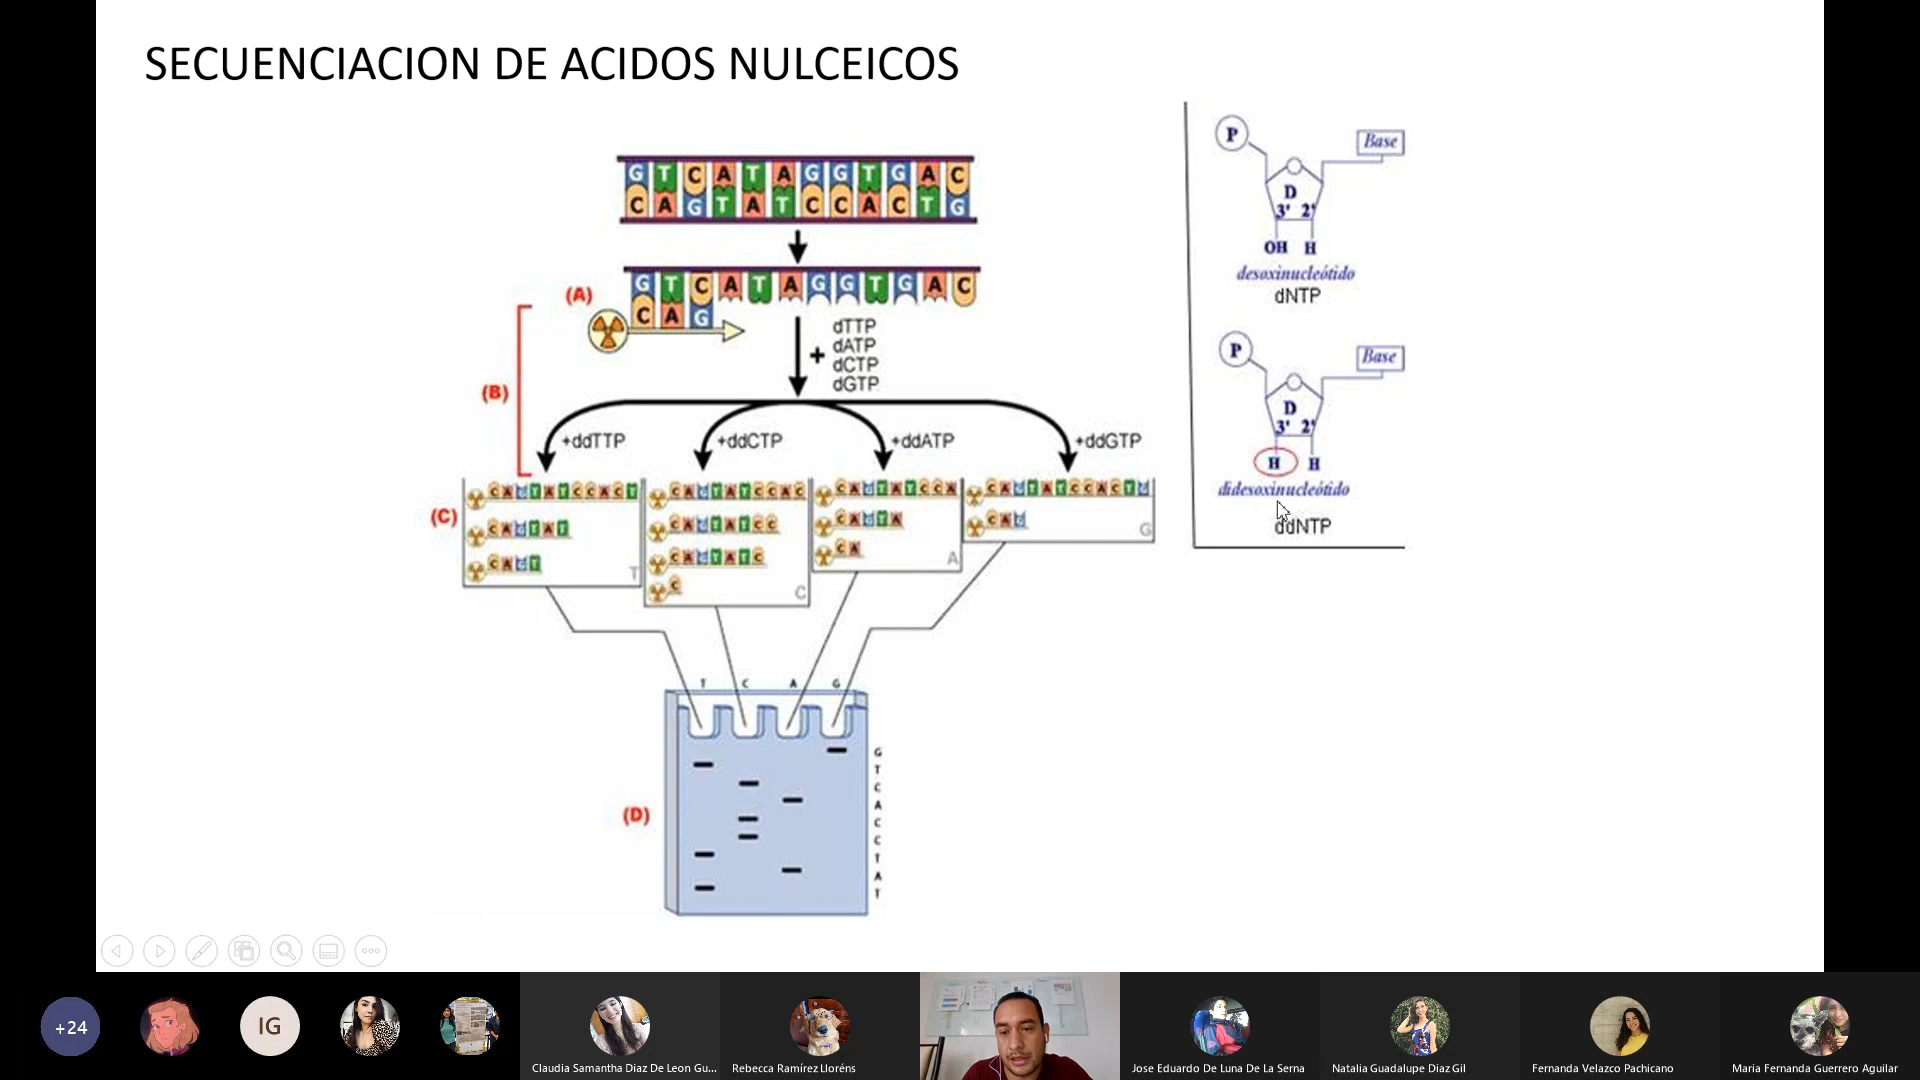 SECUENCIACION DE ACIDOS NULCEICOS
G T C A T A G G T G A C
C A G T A T C C A C T G
(A)
G T C A T A G G T G A C
C A G
+
dTTP
dATP
dCTP
dGTP
(B)
+ddTTP
+ddCTP
+ddATP
+ddGTP
(C)
C A G T A T C C A C T
C A G T A T
C A G T
T
C A G T A T C C A C
C A G T A T C C
C A G T A T C
C
C
C A G T A T C C A
C A G T A
C A
A
C A G T A T C C A C T G
C A G
G
T C A G
(D)
G
T
C
A
C
C
T
A
T
P
Base
D
3' 2'
OH H
desoxinucleótido
dNTP
P
Base
D
3' 2'
H H
didesoxinucleótido
ddNTP
+24
IG
Claudia Samantha Diaz De Leon Gu...
Rebecca Ramírez Lloréns
Jose Eduardo De Luna De La Serna
Natalia Guadalupe Diaz Gil
Fernanda Velazco Pachicano
Maria Fernanda Guerrero Aguilar